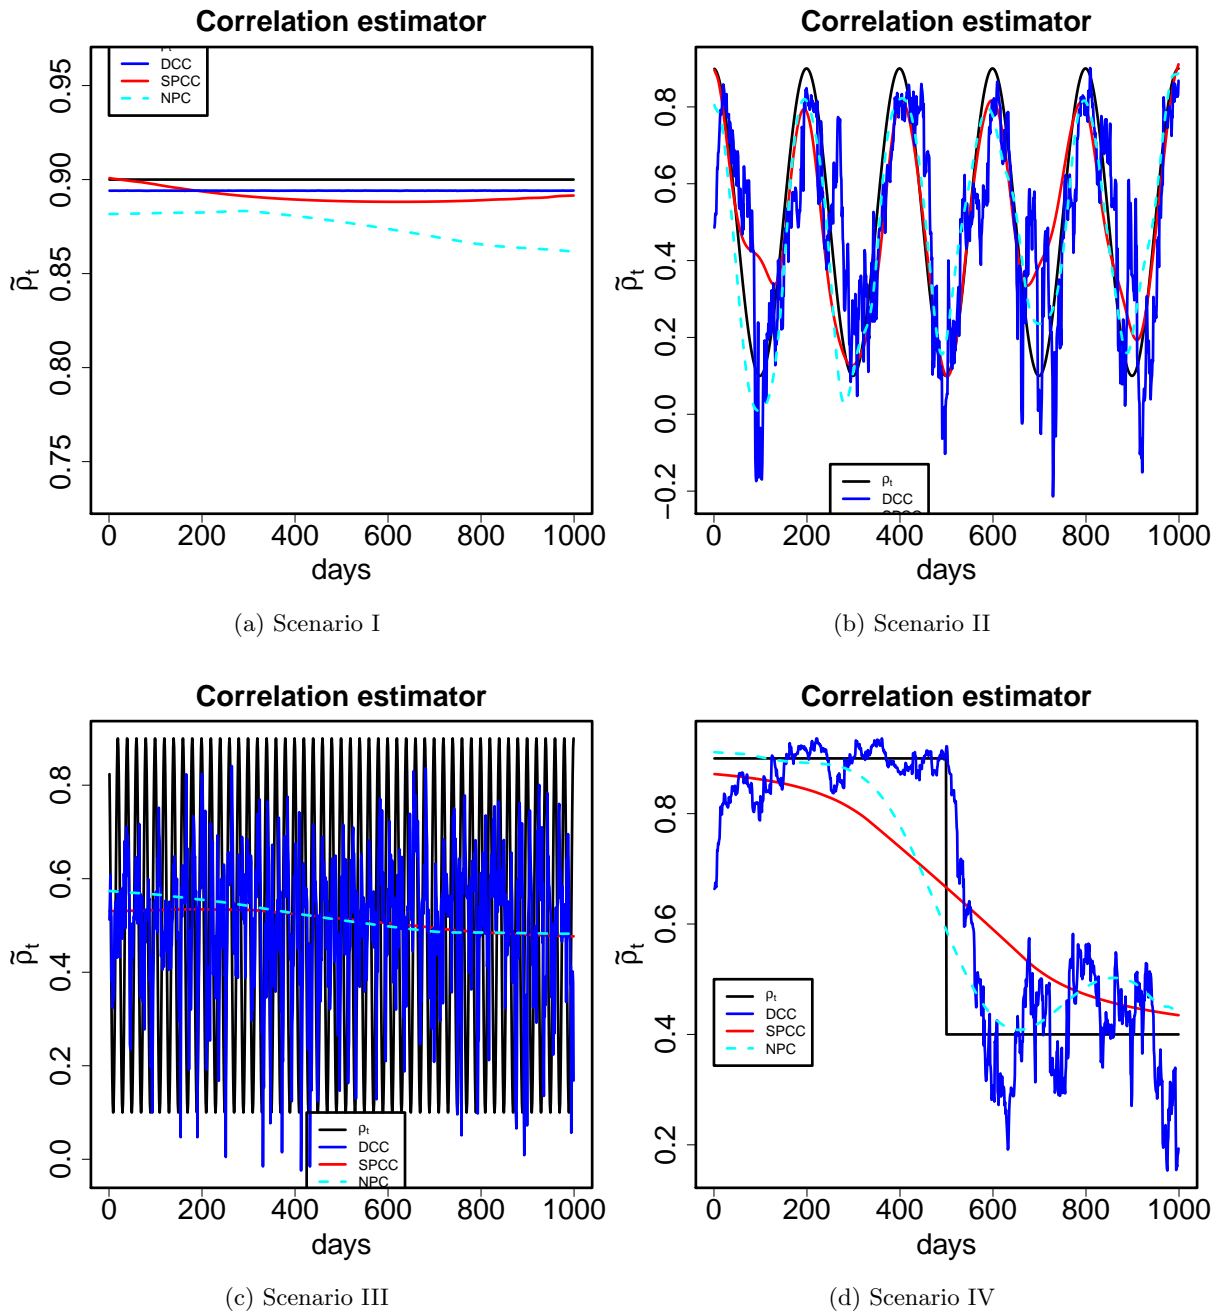 Correlation estimator
0.95
0.90
0.85
0.80
0.75
ρ̃t
DCC
SPCC
NPC
0 200 400 600 800 1000
days
(a) Scenario I
Correlation estimator
0.8
0.6
0.4
0.2
0.0
−0.2
ρ̃t
ρt
DCC
0 200 400 600 800 1000
days
(b) Scenario II
Correlation estimator
0.8
0.6
0.4
0.2
0.0
ρ̃t
ρt
DCC
SPCC
NPC
0 200 400 600 800 1000
days
(c) Scenario III
Correlation estimator
0.8
0.6
0.4
0.2
ρ̃t
ρt
DCC
SPCC
NPC
0 200 400 600 800 1000
days
(d) Scenario IV